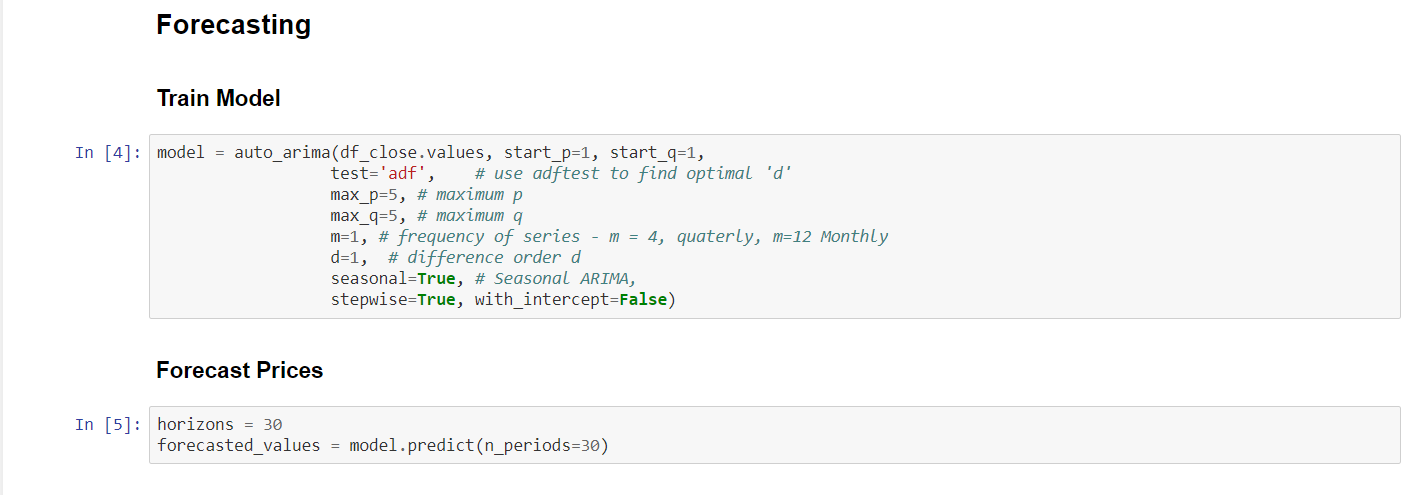 Forecasting
Train Model
In [4]: model = auto_arima(df_close.values, start_p=1, start_q=1,
test='adf',    # use adftest to find optimal 'd'
max_p=5, # maximum p
max_q=5, # maximum q
m=1, # frequency of series - m = 4, quaterly, m=12 Monthly
d=1,  # difference order d
seasonal=True, # Seasonal ARIMA,
stepwise=True, with_intercept=False)
Forecast Prices
In [5]: horizons = 30
forecasted_values = model.predict(n_periods=30)